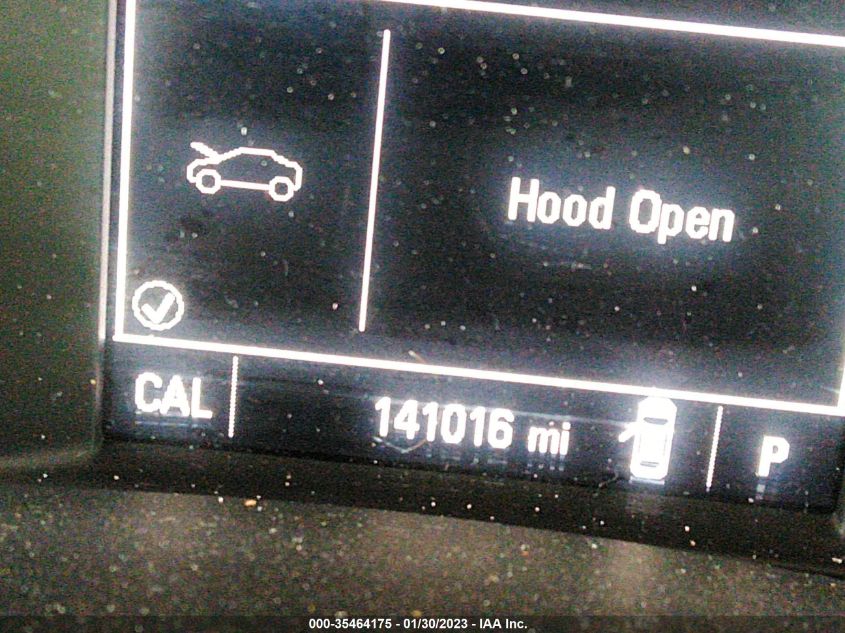 Hood Open
CAL 141016 mi P
000-35464175 - 01/30/2023 - IAA Inc.